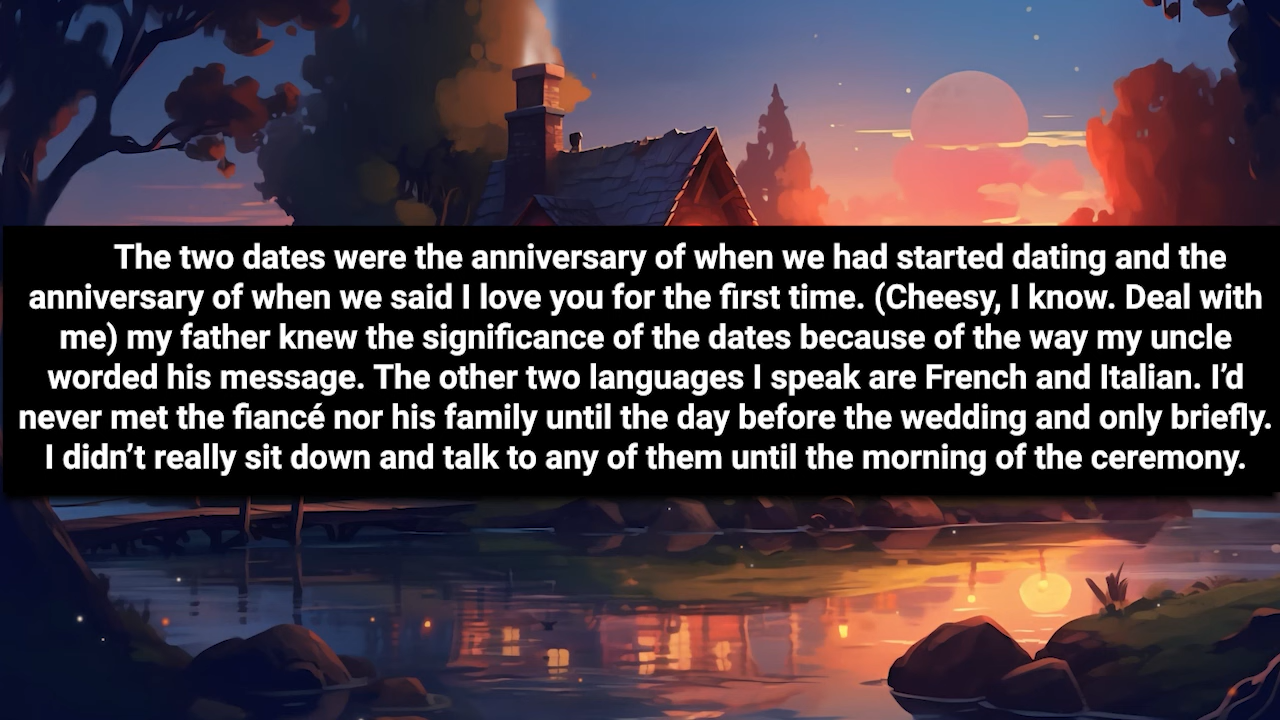 The two dates were the anniversary of when we had started dating and the
anniversary of when we said I love you for the first time. (Cheesy, I know. Deal with
me) my father knew the significance of the dates because of the way my uncle
worded his message. The other two languages I speak are French and Italian. I’d
never met the fiancé nor his family until the day before the wedding and only briefly.
I didn’t really sit down and talk to any of them until the morning of the ceremony.